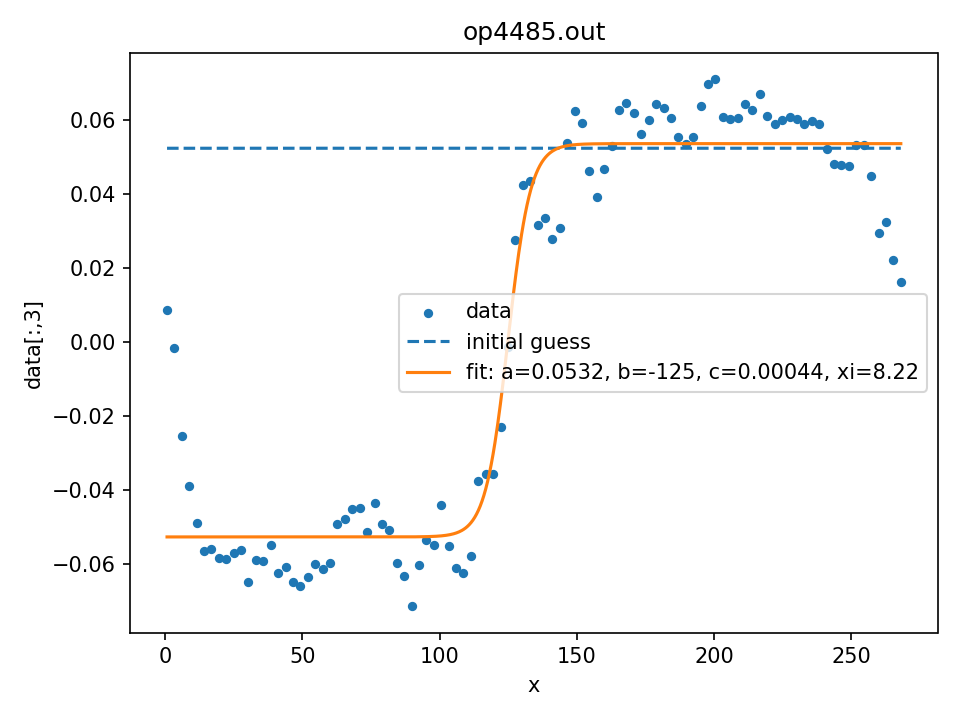 op4485.out
0.06
0.04
0.02
0.00
−0.02
−0.04
−0.06
data[:,3]
data
initial guess
fit: a=0.0532, b=-125, c=0.00044, xi=8.22
0 50 100 150 200 250
x